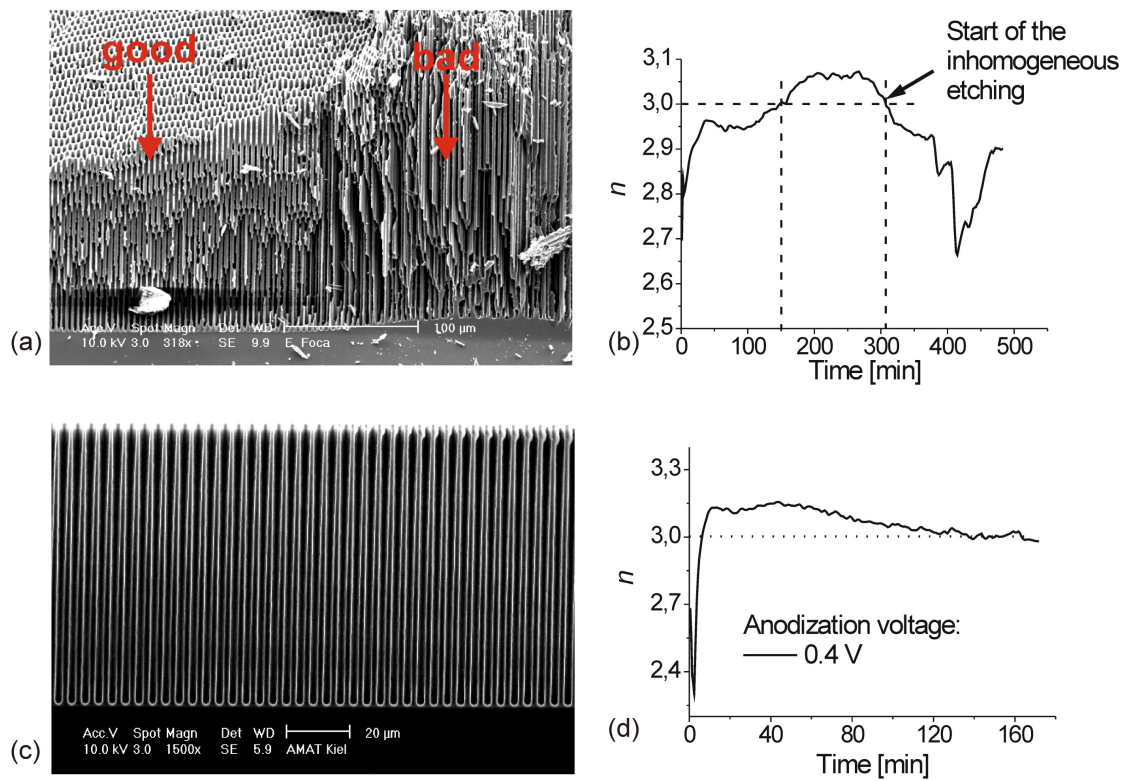 good
bad
Acc.V Spot Magn Det WD 100 µm
10.0 kV 3.0 318x SE 9.9 E_Foca
(a)
Start of the
inhomogeneous
etching
3,1
3,0
2,9
2,8
2,7
2,6
2,5
n
0 100 200 300 400 500
Time [min]
(b)
Acc.V Spot Magn Det WD 20 µm
10.0 kV 3.0 1500x SE 5.9 AMAT Kiel
(c)
3,3
3,0
2,7
2,4
n
Anodization voltage:
0.4 V
0 40 80 120 160
Time [min]
(d)